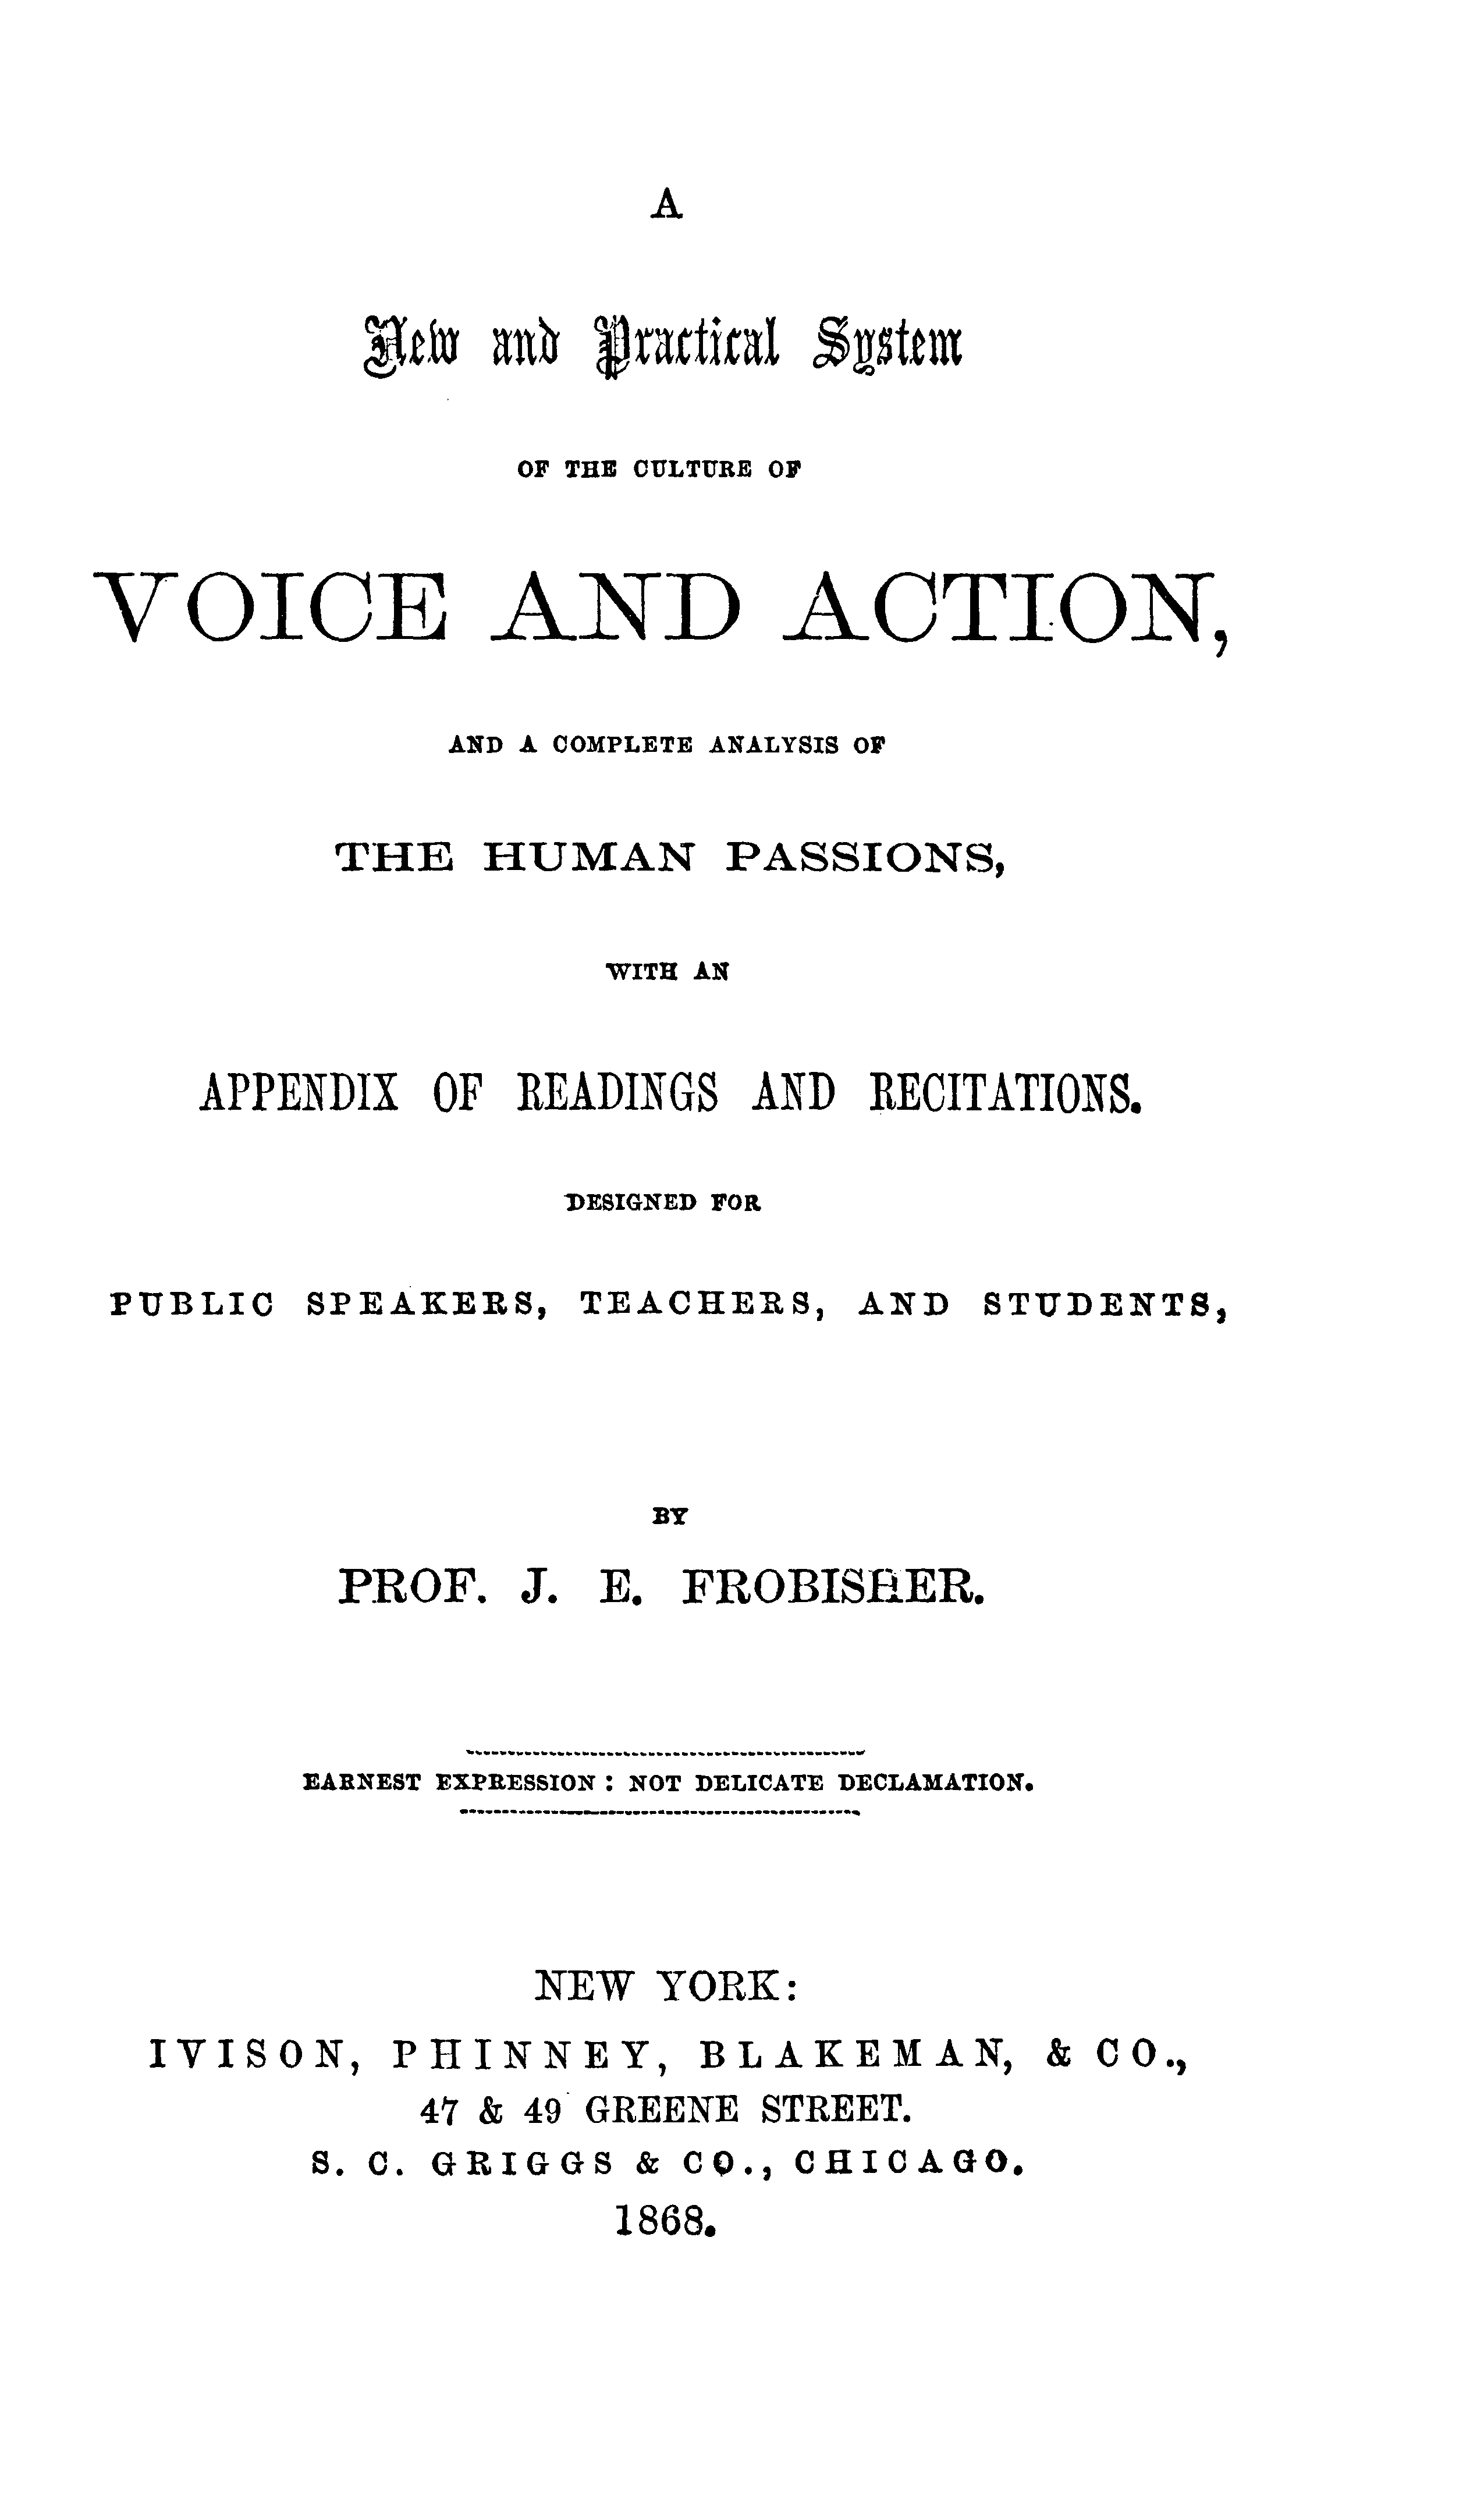 A
New and Practical System
OF THE CULTURE OF
VOICE AND ACTION,
AND A COMPLETE ANALYSIS OF
THE HUMAN PASSIONS,
WITH AN
APPENDIX OF READINGS AND RECITATIONS.
DESIGNED FOR
PUBLIC SPEAKERS, TEACHERS, AND STUDENTS,
BY
PROF. J. E. FROBISHER.
EARNEST EXPRESSION: NOT DELICATE DECLAMATION.
NEW YORK:
IVISON, PHINNEY, BLAKEMAN, & CO.,
47 & 49 GREENE STREET.
S. C. GRIGGS & CO., CHICAGO.
1868.